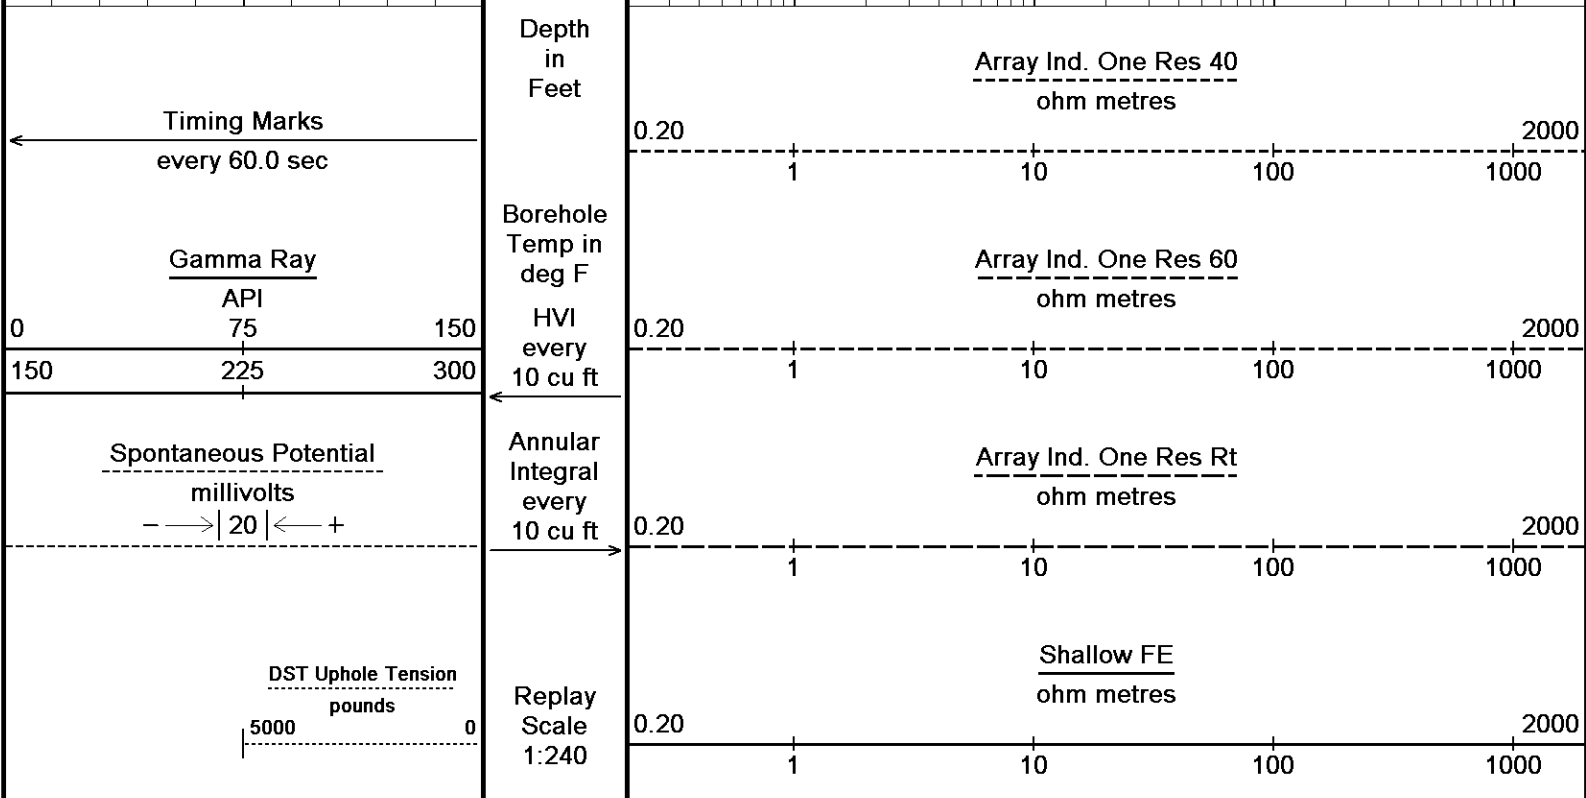 Timing Marks
every 60.0 sec
Gamma Ray
API
0 75 150
150 225 300
Spontaneous Potential
millivolts
− 20 +
DST Uphole Tension
pounds
5000 0
Depth
in
Feet
Borehole
Temp in
deg F
HVI
every
10 cu ft
Annular
Integral
every
10 cu ft
Replay
Scale
1:240
Array Ind. One Res 40
ohm metres
0.20 2000
1 10 100 1000
Array Ind. One Res 60
ohm metres
0.20 2000
1 10 100 1000
Array Ind. One Res Rt
ohm metres
0.20 2000
1 10 100 1000
Shallow FE
ohm metres
0.20 2000
1 10 100 1000